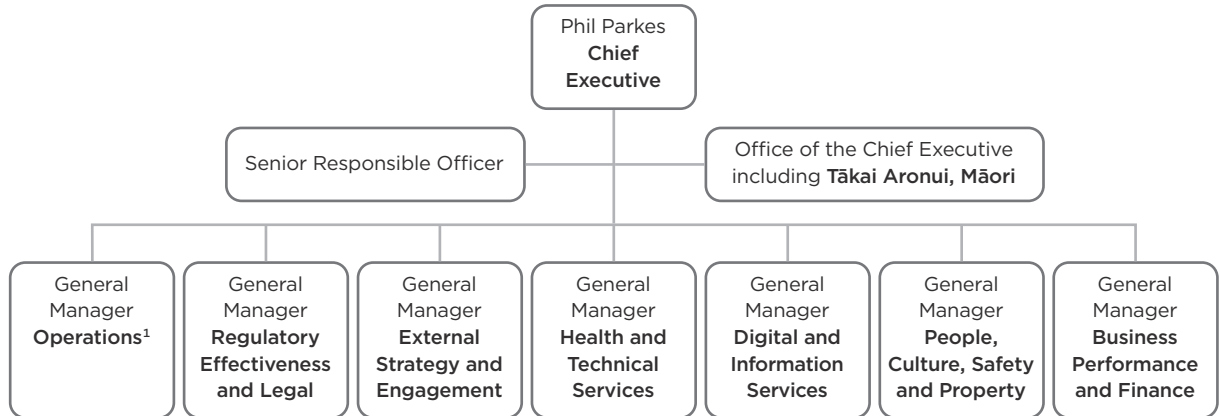 Phil Parkes
Chief
Executive
Senior Responsible Officer
Office of the Chief Executive
including Tākai Aronui, Māori
General
Manager
Operations¹
General
Manager
Regulatory
Effectiveness
and Legal
General
Manager
External
Strategy and
Engagement
General
Manager
Health and
Technical
Services
General
Manager
Digital and
Information
Services
General
Manager
People,
Culture, Safety
and Property
General
Manager
Business
Performance
and Finance